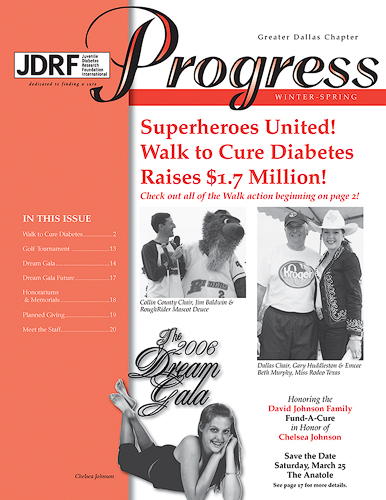 Greater Dallas Chapter
JDRF
Juvenile
Diabetes
Research
Foundation
International
dedicated to finding a cure
Progress
WINTER-SPRING
Superheroes United!
Walk to Cure Diabetes
Raises $1.7 Million!
Check out all of the Walk action beginning on page 2!
IN THIS ISSUE
Walk to Cure Diabetes 2
Golf Tournament 13
Dream Gala 14
Dream Gala Future 17
Honorariums
& Memorials 18
Planned Giving 19
Meet the Staff 20
Collin County Chair, Jim Baldwin &
RoughRider Mascot Deuce
Kroger
Dallas Chair, Gary Huddleston & Emcee
Beth Murphy, Miss Rodeo Texas
The
2006
Dream
Gala
Chelsea Johnson
Honoring the
David Johnson Family
Fund-A-Cure
in Honor of
Chelsea Johnson
Save the Date
Saturday, March 25
The Anatole
See page 17 for more details.